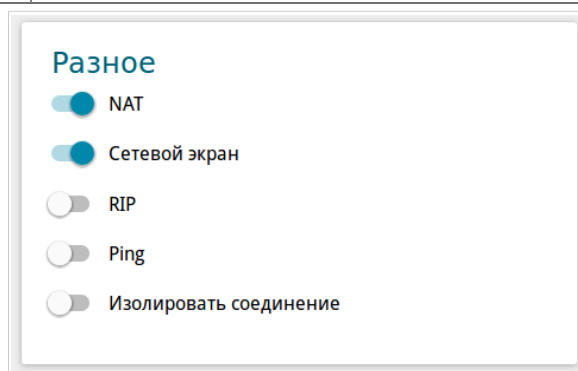 Разное
NAT
Сетевой экран
RIP
Ping
Изолировать соединение